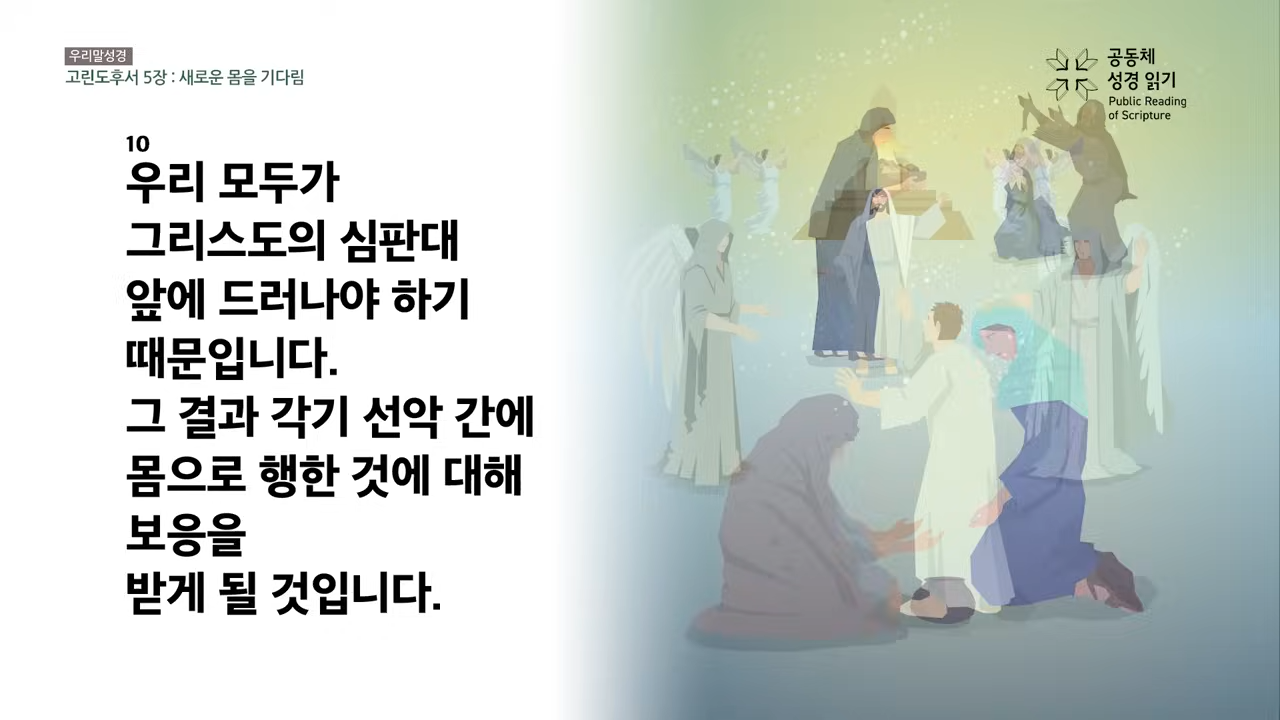 우리말성경
고린도후서 5장 : 새로운 몸을 기다림
공동체
성경 읽기
Public Reading
of Scripture
10
우리 모두가
그리스도의 심판대
앞에 드러나야 하기
때문입니다.
그 결과 각기 선악 간에
몸으로 행한 것에 대해
보응을
받게 될 것입니다.